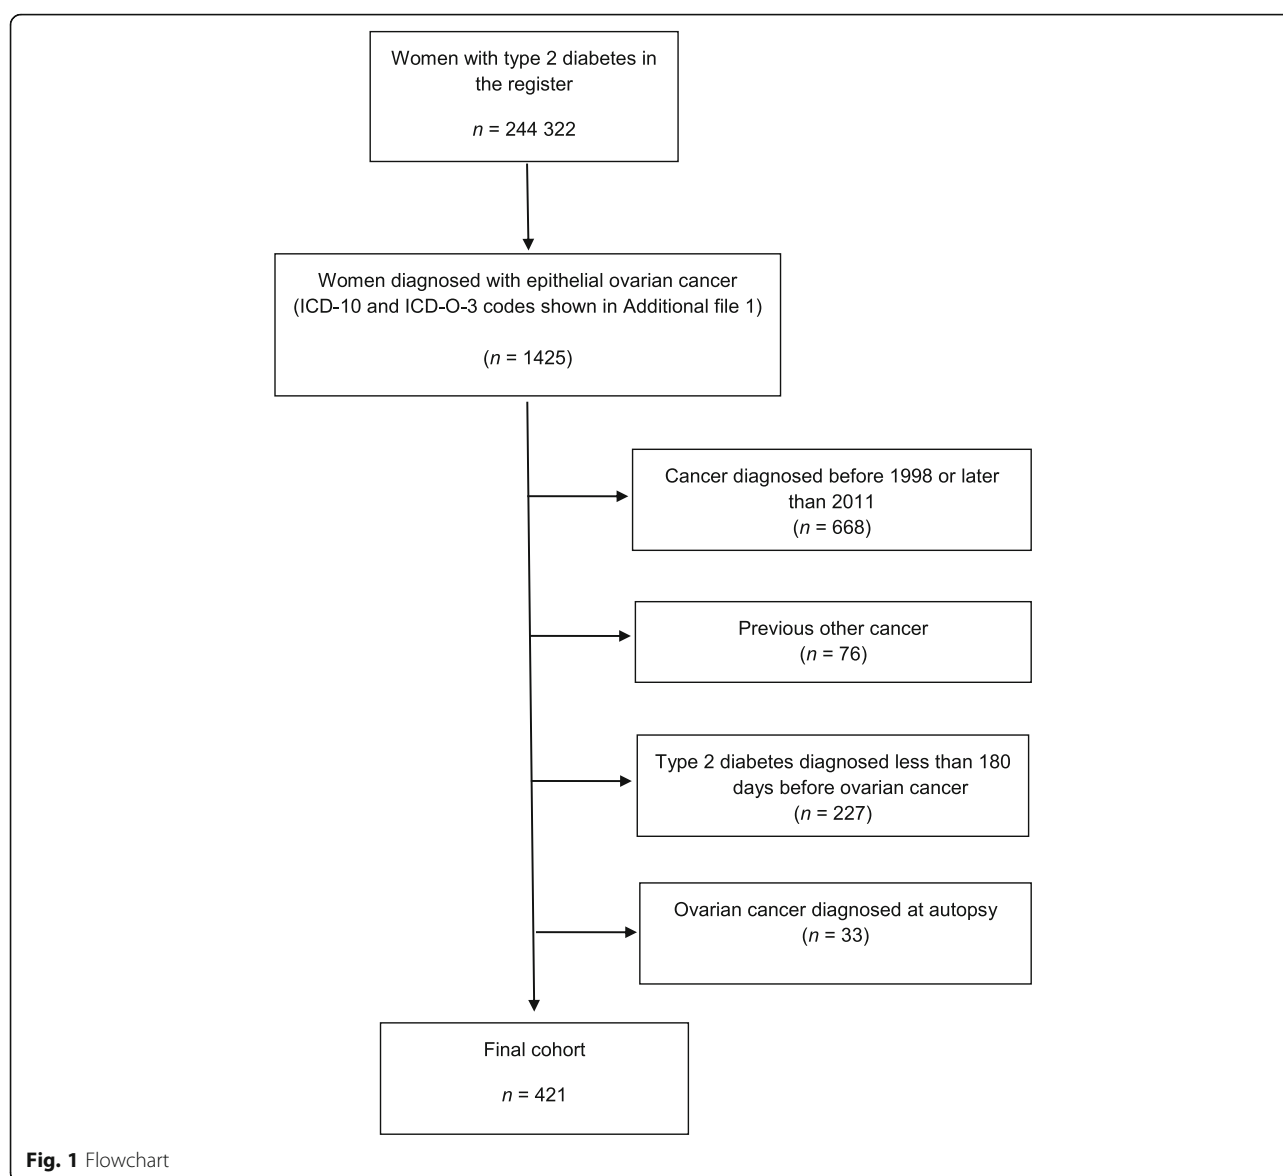 Women with type 2 diabetes in
the register
n = 244 322
Women diagnosed with epithelial ovarian cancer
(ICD-10 and ICD-O-3 codes shown in Additional file 1)
(n = 1425)
Cancer diagnosed before 1998 or later
than 2011
(n = 668)
Previous other cancer
(n = 76)
Type 2 diabetes diagnosed less than 180
days before ovarian cancer
(n = 227)
Ovarian cancer diagnosed at autopsy
(n = 33)
Final cohort
n = 421
Fig. 1 Flowchart